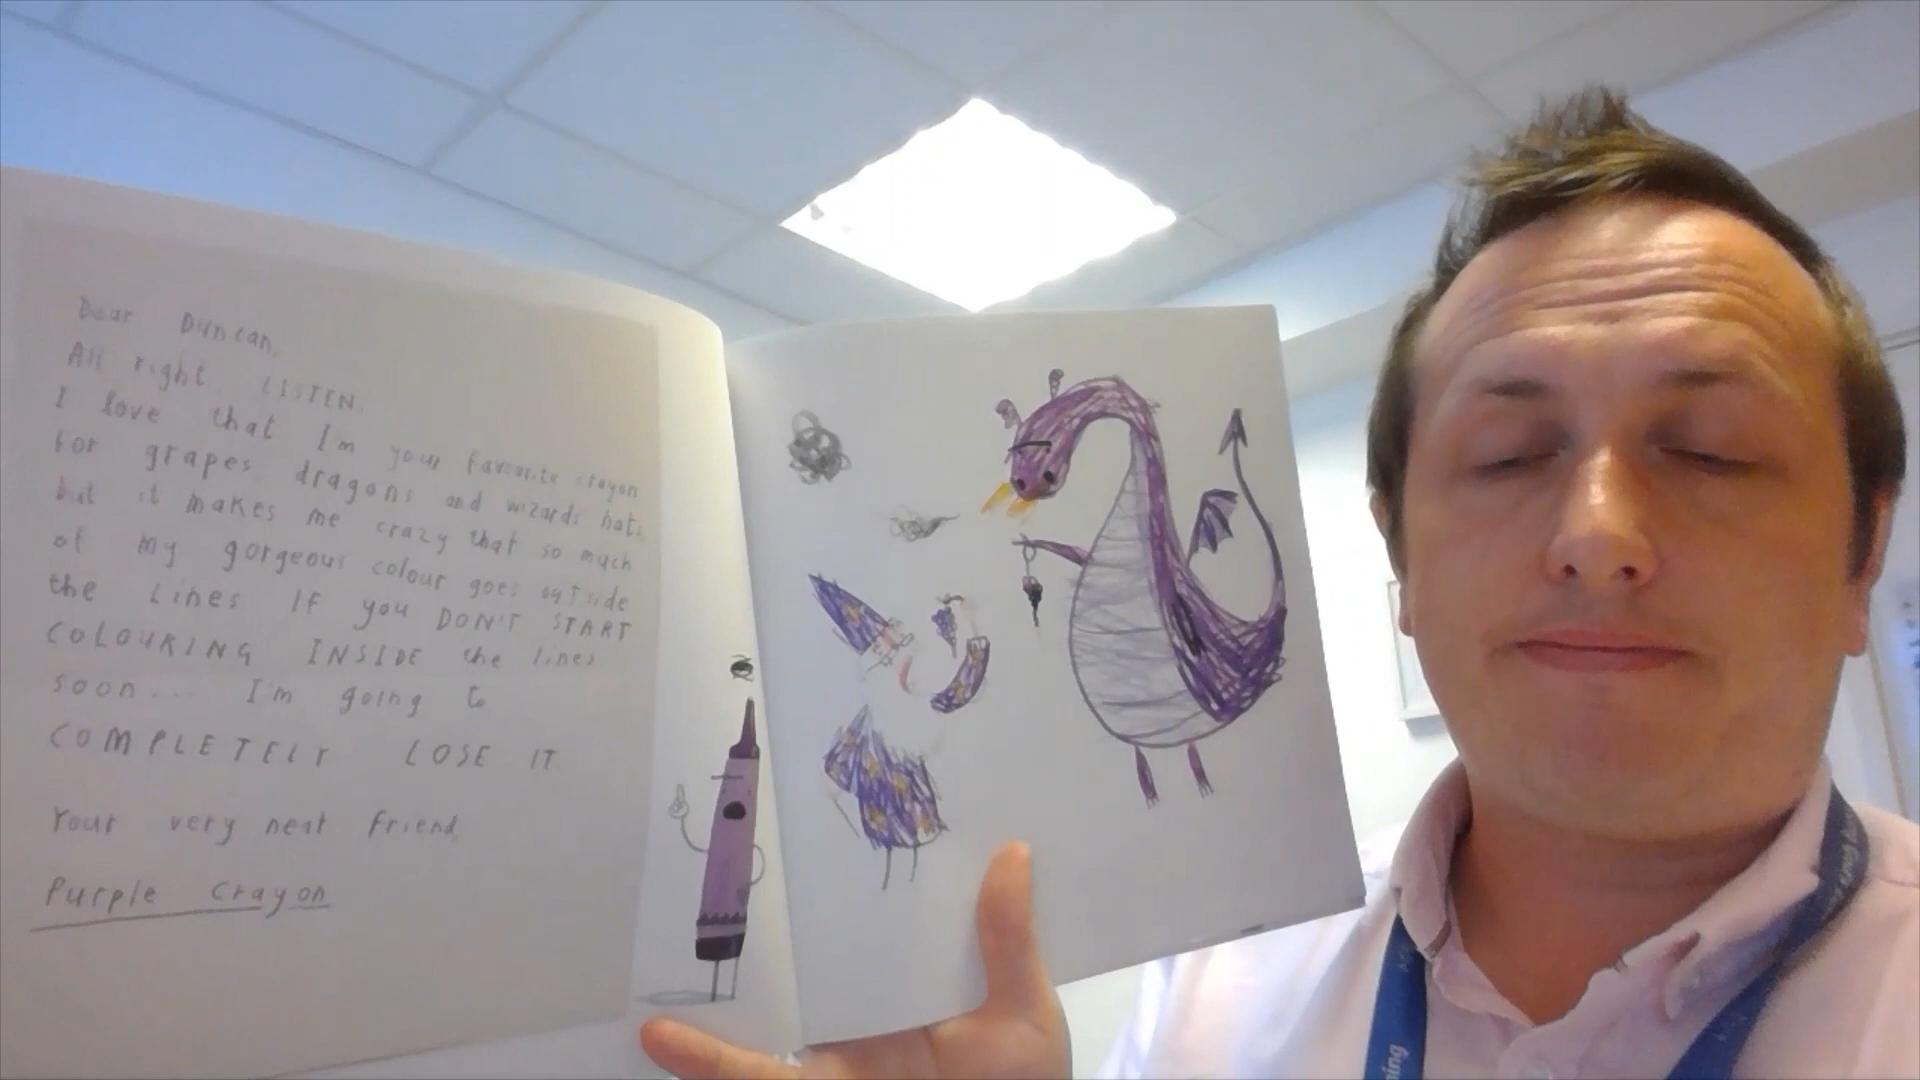 Dear Duncan,
All right, LISTEN.
I love that I'm your favourite crayon
for grapes, dragons and wizards hats,
but it makes me crazy that so much
of my gorgeous colour goes outside
the lines. If you DON'T START
COLOURING INSIDE the lines
soon... I'm going to
COMPLETELY LOSE IT
Your very neat friend,
Purple Crayon
ning